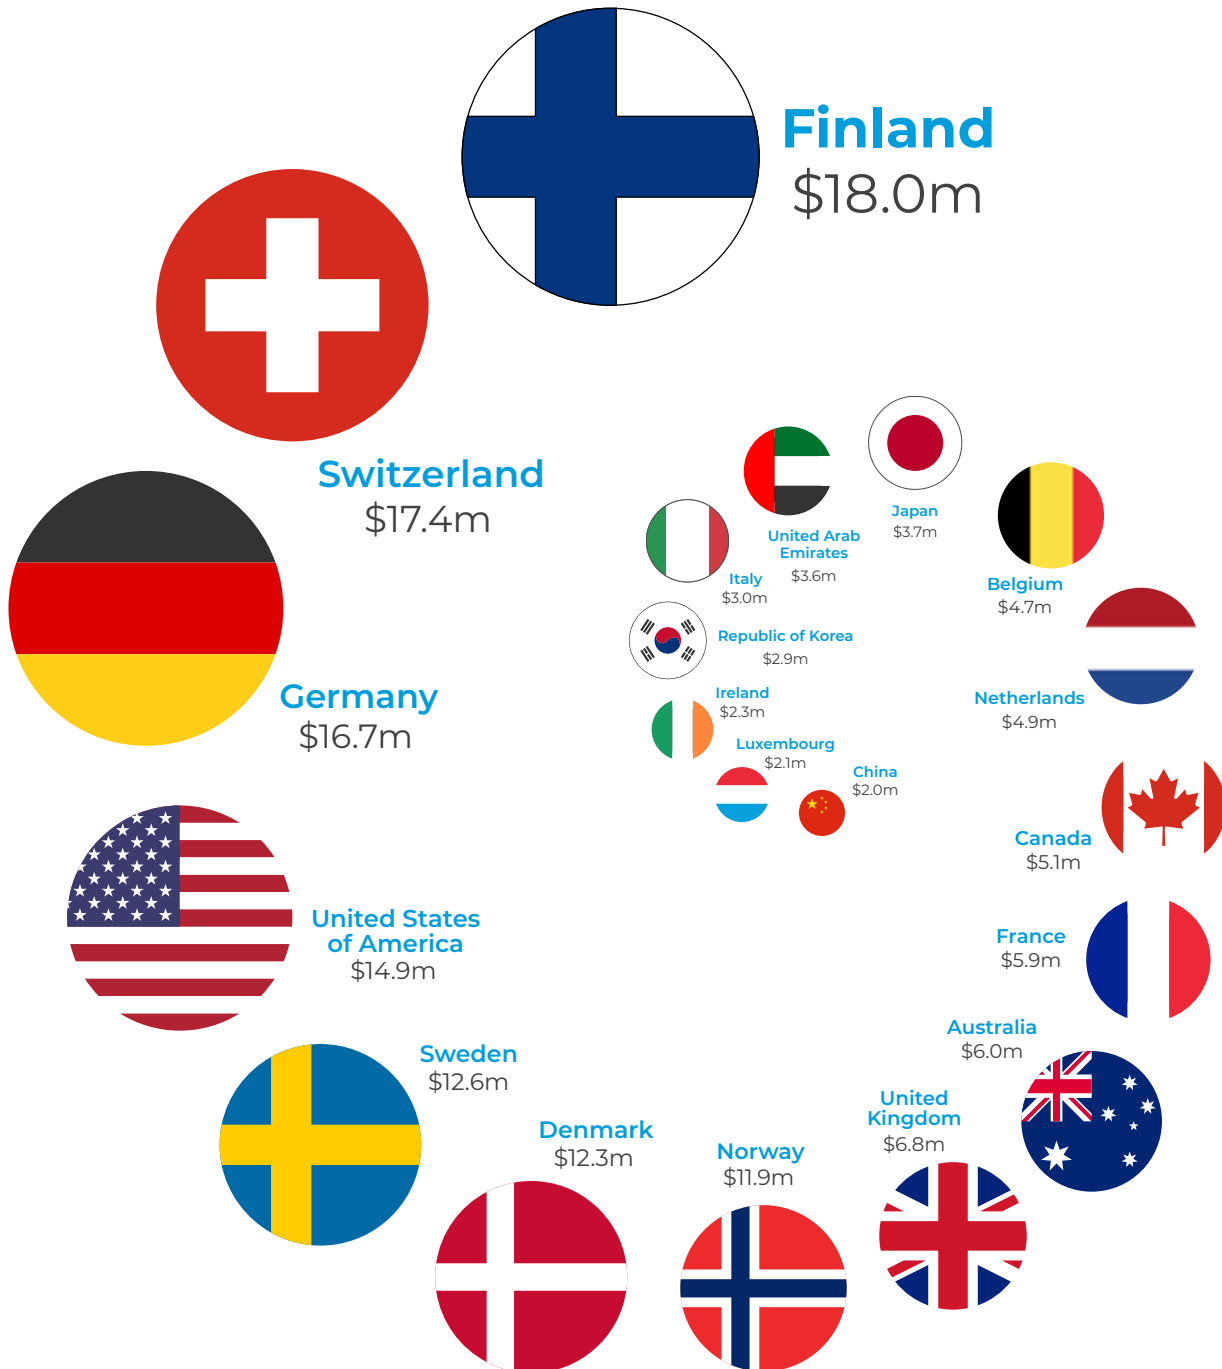 Finland
$18.0m
Switzerland
$17.4m
Germany
$16.7m
United States
of America
$14.9m
Sweden
$12.6m
Denmark
$12.3m
Norway
$11.9m
United
Kingdom
$6.8m
Australia
$6.0m
France
$5.9m
Canada
$5.1m
Netherlands
$4.9m
Belgium
$4.7m
Japan
$3.7m
United Arab
Emirates
$3.6m
Italy
$3.0m
Republic of Korea
$2.9m
Ireland
$2.3m
Luxembourg
$2.1m
China
$2.0m